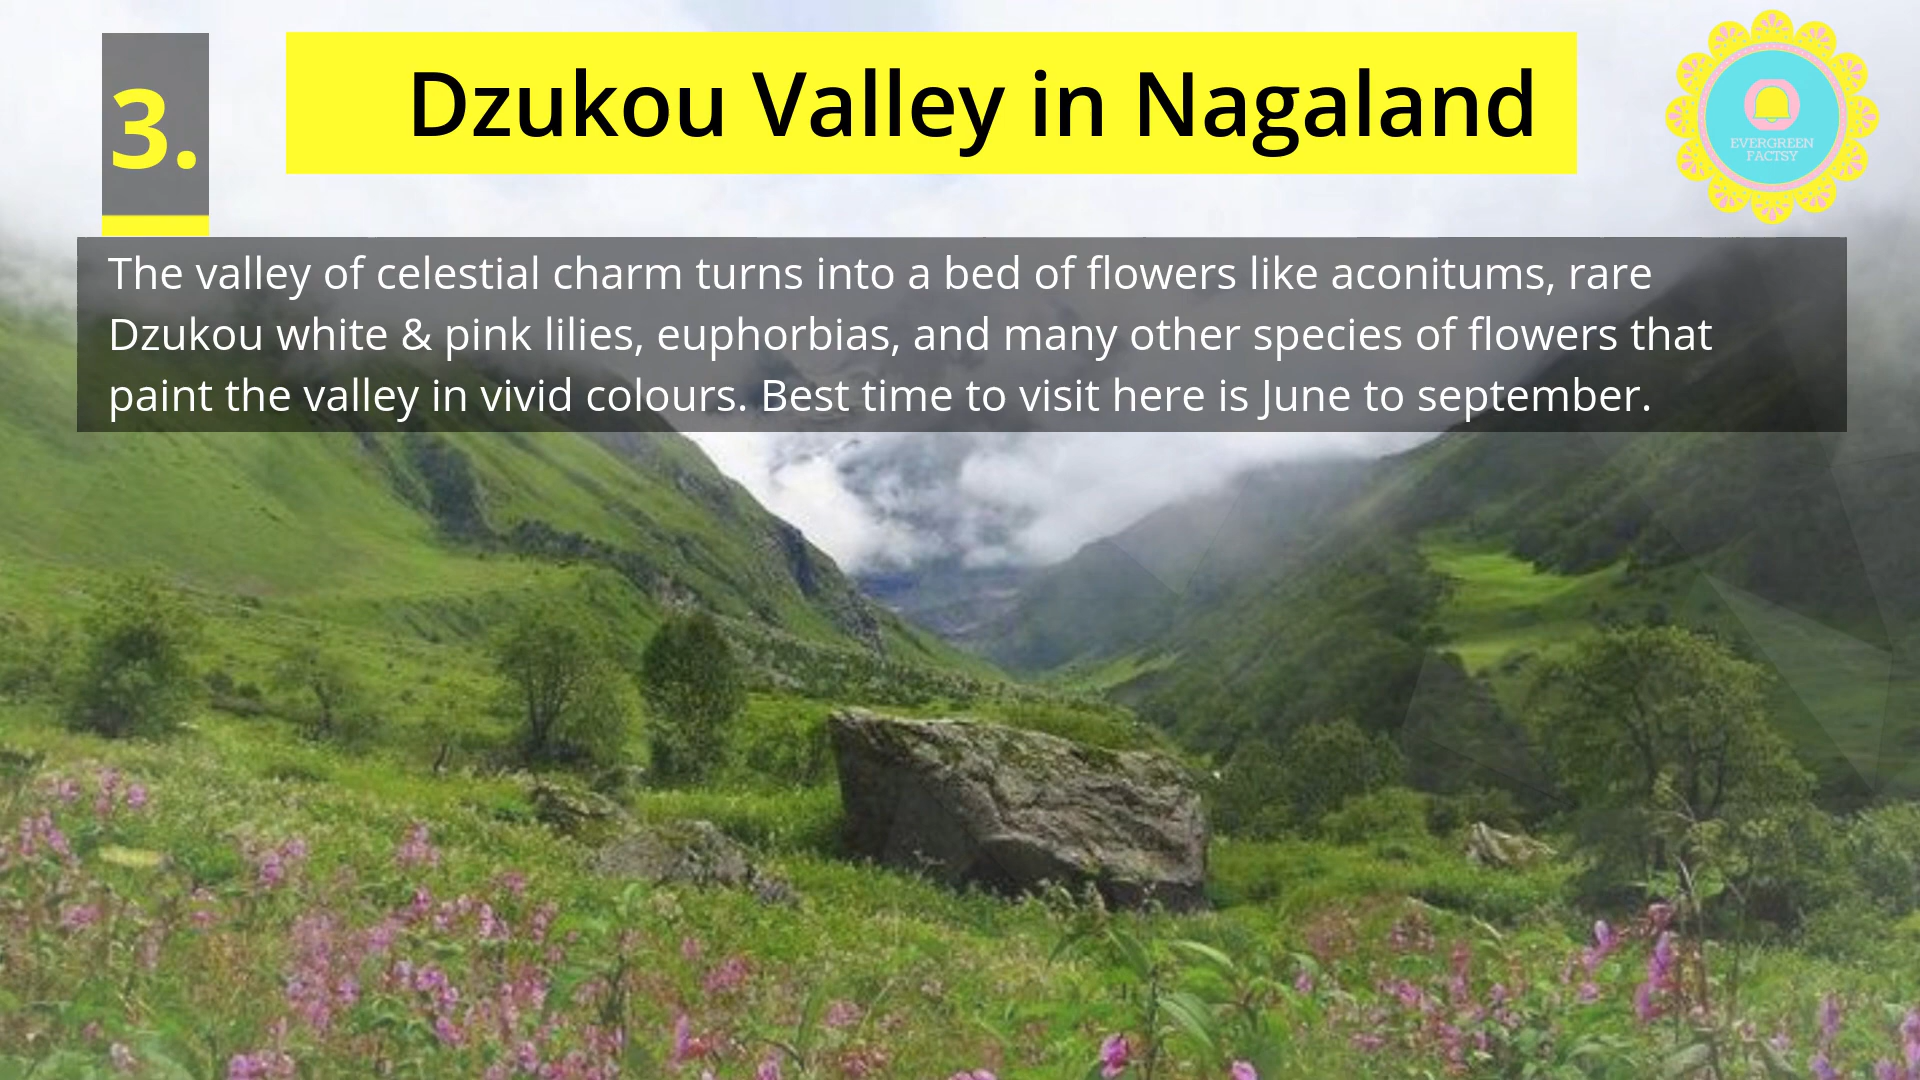 3.
Dzukou Valley in Nagaland
EVERGREEN
FACTSY
The valley of celestial charm turns into a bed of flowers like aconitums, rare
Dzukou white & pink lilies, euphorbias, and many other species of flowers that
paint the valley in vivid colours. Best time to visit here is June to september.